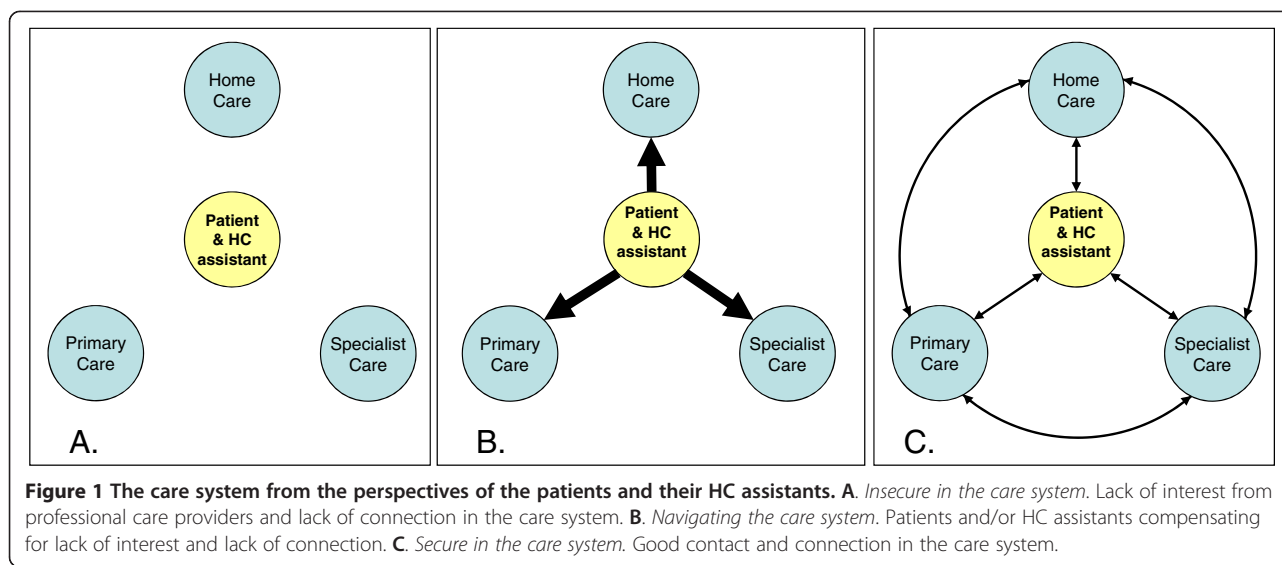 Home
Care
Patient
& HC
assistant
Primary
Care
Specialist
Care
A.
Home
Care
Patient
& HC
assistant
Primary
Care
Specialist
Care
B.
Home
Care
Patient
& HC
assistant
Primary
Care
Specialist
Care
C.
Figure 1 The care system from the perspectives of the patients and their HC assistants. A. Insecure in the care system. Lack of interest from
professional care providers and lack of connection in the care system. B. Navigating the care system. Patients and/or HC assistants compensating
for lack of interest and lack of connection. C. Secure in the care system. Good contact and connection in the care system.